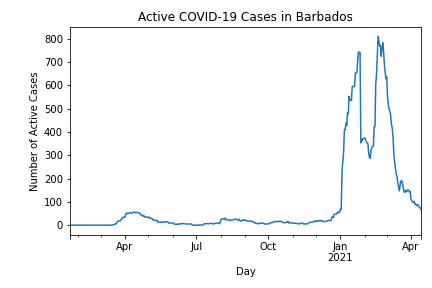 Active COVID-19 Cases in Barbados
800
700
600
500
400
300
200
100
0
Number of Active Cases
Apr
Jul
Oct
Jan
2021
Apr
Day